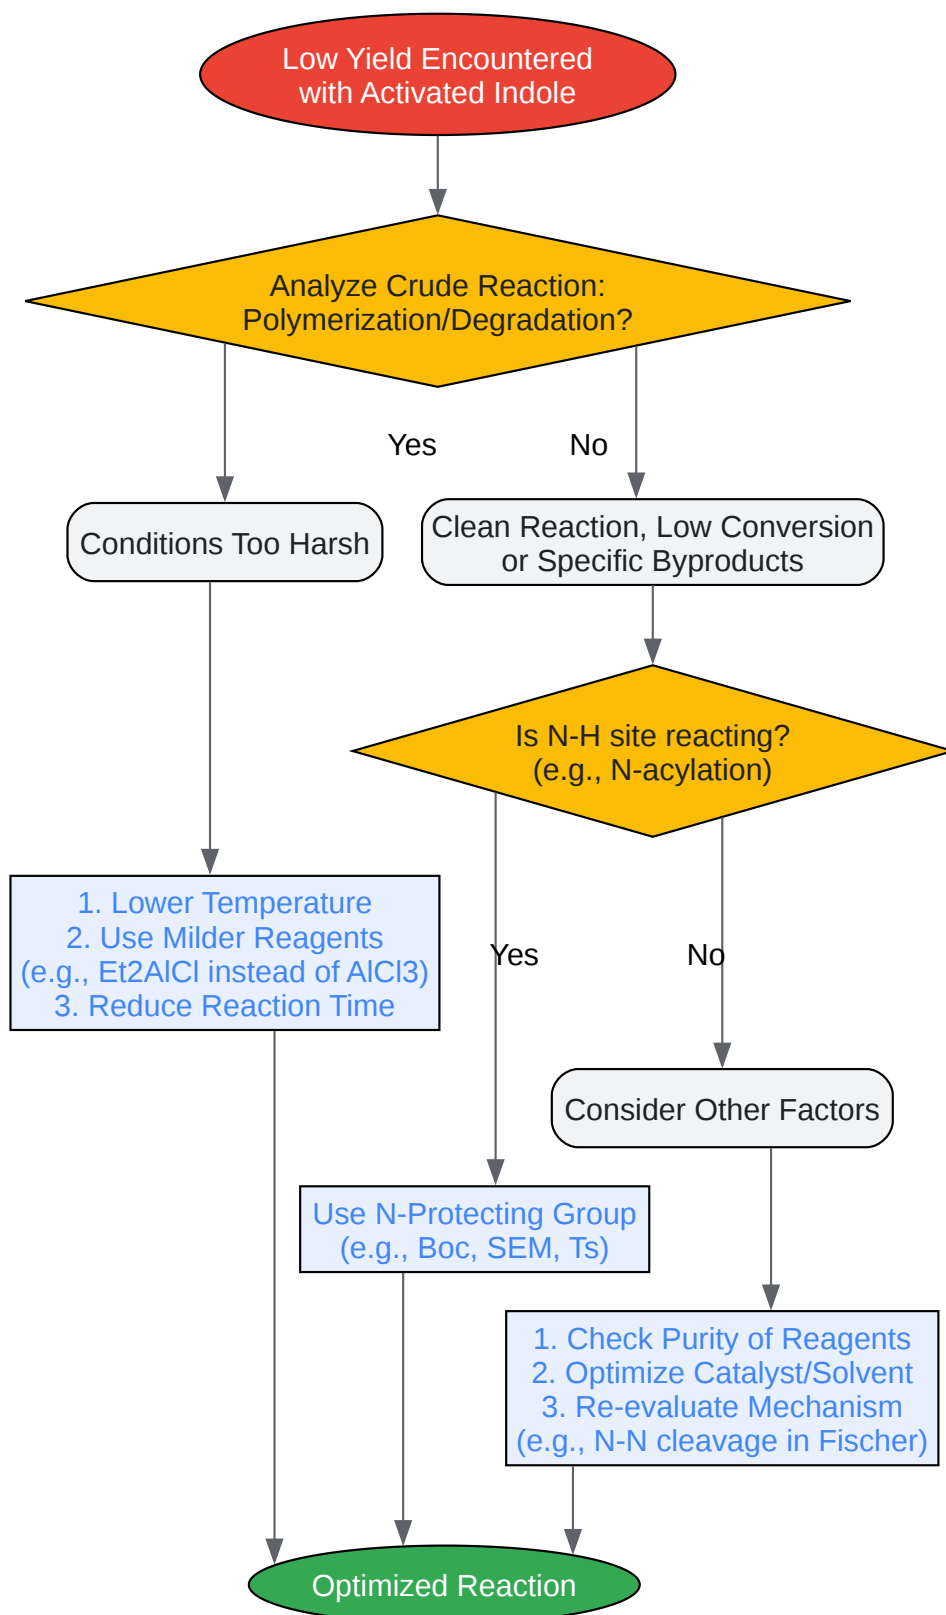 Low Yield Encountered
with Activated Indole
Analyze Crude Reaction:
Polymerization/Degradation?
Yes
No
Conditions Too Harsh
Clean Reaction, Low Conversion
or Specific Byproducts
Is N-H site reacting?
(e.g., N-acylation)
1. Lower Temperature
2. Use Milder Reagents
(e.g., Et2AlCl instead of AlCl3)
3. Reduce Reaction Time
Yes
No
Consider Other Factors
Use N-Protecting Group
(e.g., Boc, SEM, Ts)
1. Check Purity of Reagents
2. Optimize Catalyst/Solvent
3. Re-evaluate Mechanism
(e.g., N-N cleavage in Fischer)
Optimized Reaction